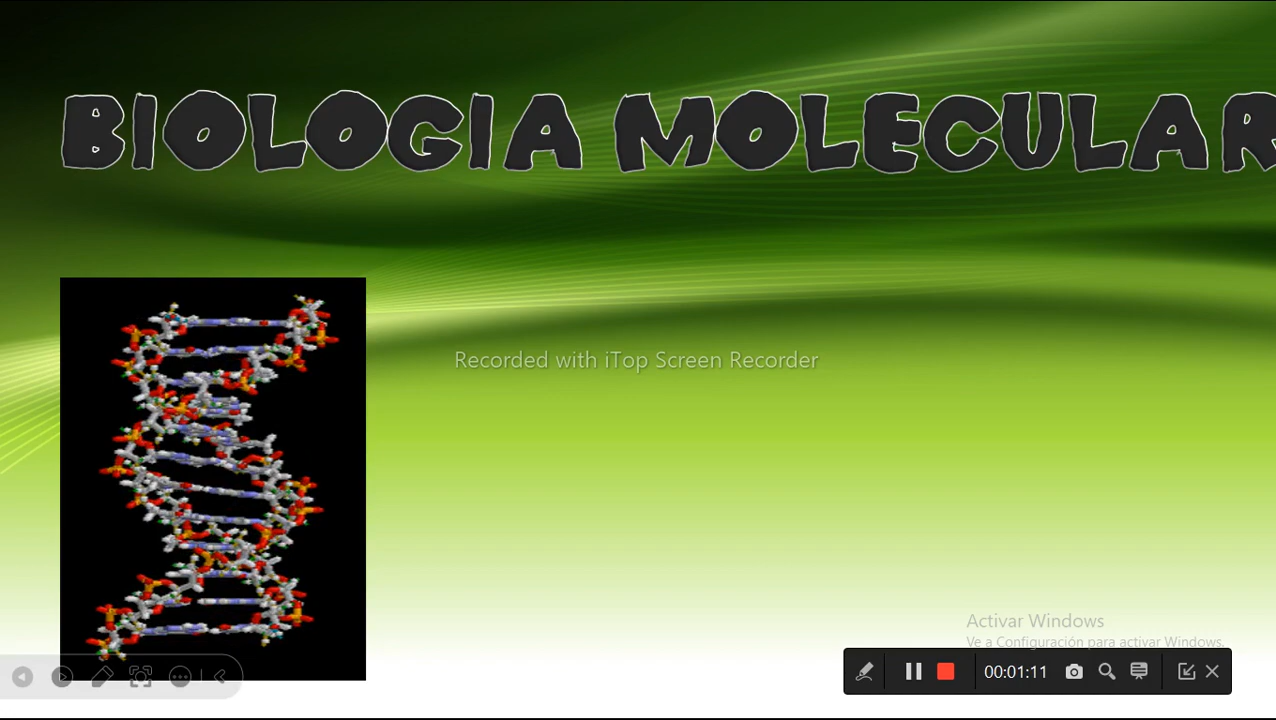 BIOLOGIA MOLECULAR
Recorded with iTop Screen Recorder
Activar Windows
Ve a Configuración para activar Windows.
00:01:11